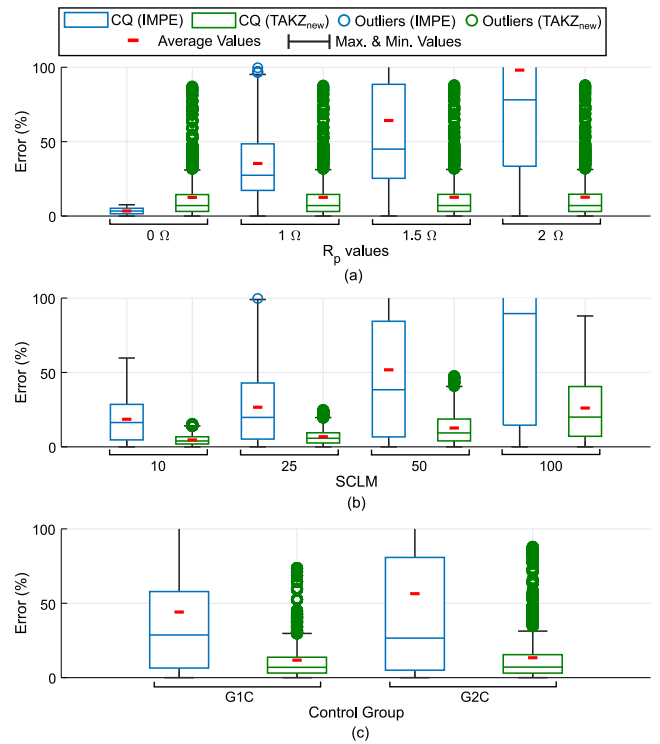 CQ (IMPE) CQ (TAKZnew) Outliers (IMPE) Outliers (TAKZnew)
Average Values Max. & Min. Values
100
50
0
Error (%)
0 Ω 1 Ω 1.5 Ω 2 Ω
Rp values
(a)
100
50
0
Error (%)
10 25 50 100
SCLM
(b)
100
50
0
Error (%)
G1C G2C
Control Group
(c)